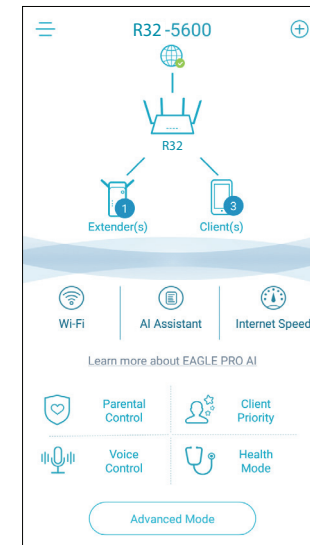 R32-5600
R32
1
3
Extender(s) Client(s)
Wi-Fi AI Assistant Internet Speed
Learn more about EAGLE PRO AI
Parental Client
Control Priority
Voice Health
Control Mode
Advanced Mode